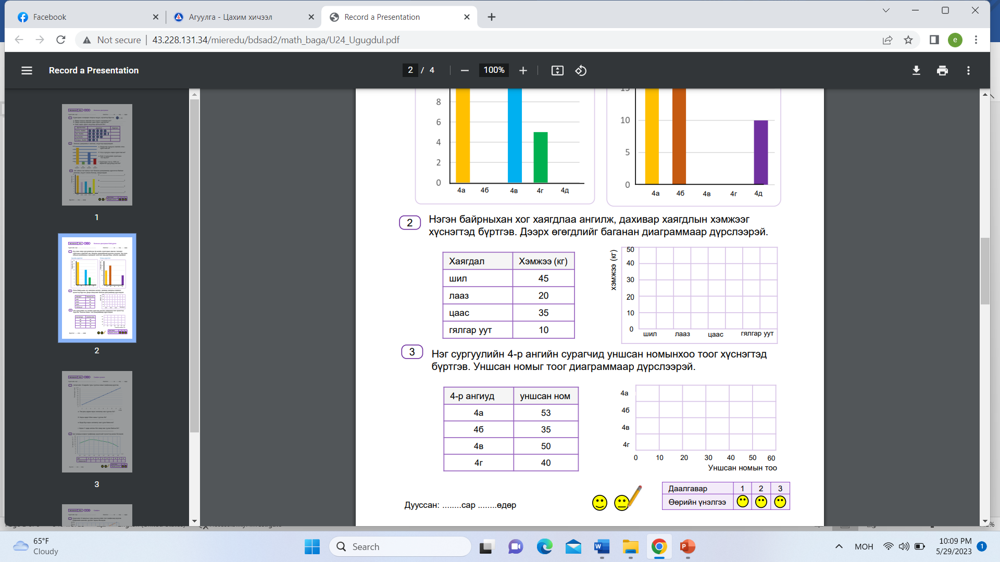 Facebook
Агуулга - Цахим хичээл
Record a Presentation
Not secure
43.228.131.34/mieredu/bdsad2/math_baga/U24_Ugugdul.pdf
e
Record a Presentation
2 / 4
100%
1
2
3
8
6
4
2
0
4а 4б 4в 4г 4д
15
10
5
0
4а 4б 4в 4г 4д
2
Нэгэн байрныхан хог хаягдлаа ангилж, дахивар хаягдлын хэмжээг
хүснэгтэд бүртгэв. Дээрх өгөгдлийг баганан диаграммаар дүрслээрэй.
Хаягдал Хэмжээ (кг)
шил 45
лааз 20
цаас 35
гялгар уут 10
хэмжээ (кг)
50
40
30
20
10
0
шил лааз цаас гялгар уут
3
Нэг сургуулийн 4-р ангийн сурагчид уншсан номынхоо тоог хүснэгтэд
бүртгэв. Уншсан номыг тоог диаграммаар дүрслээрэй.
4-р ангиуд уншсан ном
4а 53
4б 35
4в 50
4г 40
4а
4б
4в
4г
0 10 20 30 40 50 60
Уншсан номын тоо
Дууссан: ........сар ........өдөр
Даалгавар 1 2 3
Өөрийн үнэлгээ
65°F
Cloudy
Search
МОН
10:09 PM
5/29/2023
1